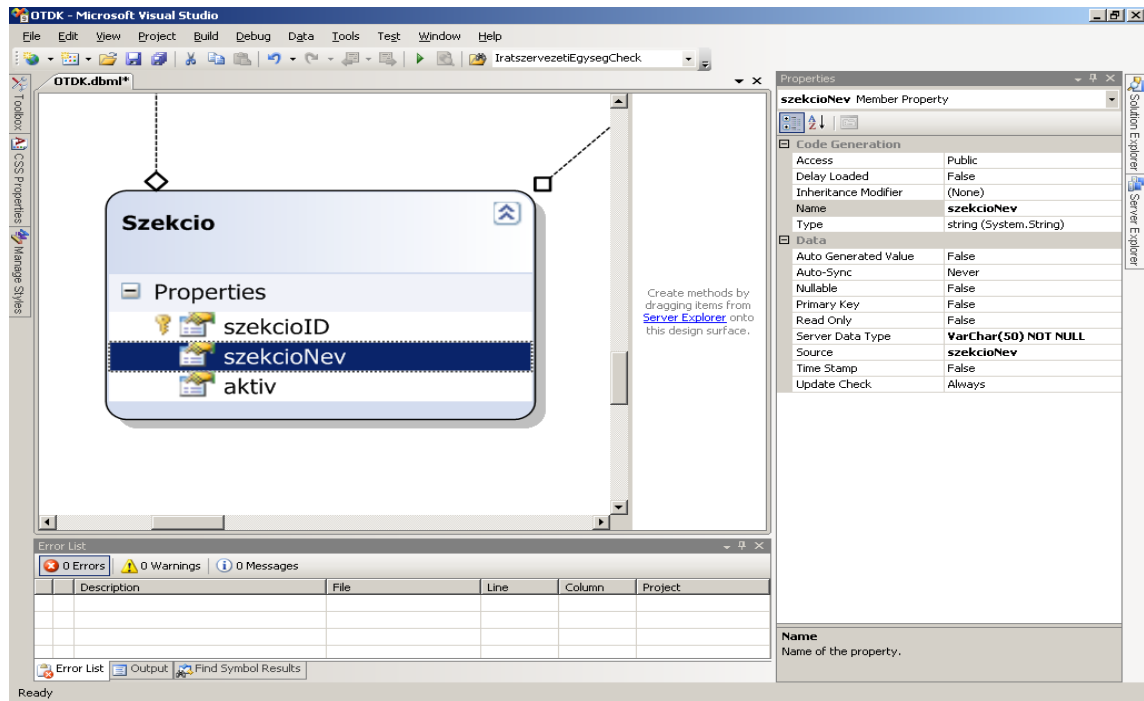 OTDK - Microsoft Visual Studio
File Edit View Project Build Debug Data Tools Test Window Help
IratszervezetiEgysegCheck
OTDK.dbml*
Toolbox
CSS Properties
Manage Styles
Szekcio
Properties
szekcioID
szekcioNev
aktiv
Create methods by
dragging items from
Server Explorer onto
this design surface.
Error List
0 Errors 0 Warnings 0 Messages
Description File Line Column Project
Error List Output Find Symbol Results
Ready
Properties
szekcioNev Member Property
Code Generation
Access Public
Delay Loaded False
Inheritance Modifier (None)
Name szekcioNev
Type string (System.String)
Data
Auto Generated Value False
Auto-Sync Never
Nullable False
Primary Key False
Read Only False
Server Data Type VarChar(50) NOT NULL
Source szekcioNev
Time Stamp False
Update Check Always
Name
Name of the property.
Solution Explorer
Server Explorer